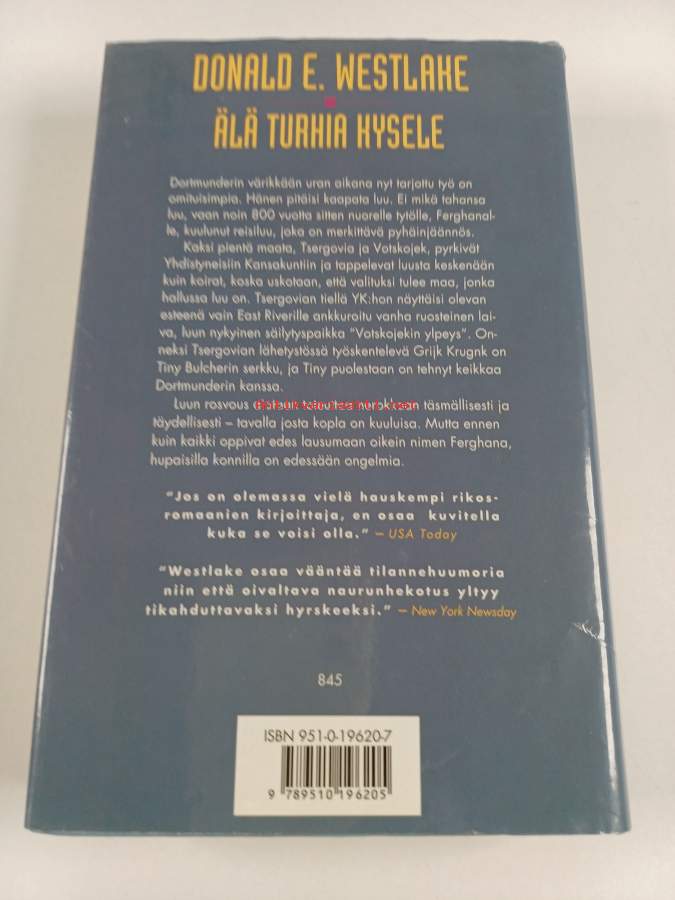 DONALD E. WESTLAKE
ÄLÄ TURHIA KYSELE
Dortmunderin värikkään uran aikana nyt tarjottu työ on
omituisimpia. Hänen pitäisi kaapata luu. Ei mikä tahansa
luu, vaan noin 800 vuotta sitten nuorelle tytölle, Ferghanal-
le, kuulunut reisiluu, joka on merkittävä pyhäinjäännös.
Kaksi pientä maata, Tsergovia ja Votskojek, pyrkivät
Yhdistyneisiin Kansakuntiin ja tappelevat luusta keskenään
kuin koirat, koska uskotaan, että valituksi tulee maa, jonka
hallussa luu on. Tsergovian tiellä YK:hon näyttäisi olevan
esteenä vain East Riverille ankkuroitu vanha ruosteinen lai-
va, luun nykyinen säilytyspaikka "Votskojekin ylpeys". On-
neksi Tsergovian lähetystössä työskentelevä Grijk Krugnk on
Tiny Bulcherin serkku, ja Tiny puolestaan on tehnyt keikkaa
Dortmunderin kanssa.
Luun rosvous täsmällisesti ja
täydellisesti – tavalla josta kopla on kuuluisa. Mutta ennen
kuin kaikki oppivat edes lausumaan oikein nimen Ferghana,
hupaisilla konnilla on edessään ongelmia.
"Jos on olemassa vielä hauskempi rikos-
romaanien kirjoittaja, en osaa kuvitella
kuka se voisi olla." – USA Today
"Westlake osaa vääntää tilannehuumoria
niin että oivaltava naurunhekotus yltyy
tikahduttavaksi hyrskeeksi." – New York Newsday
845
ISBN 951-0-19620-7
9 789510 196205